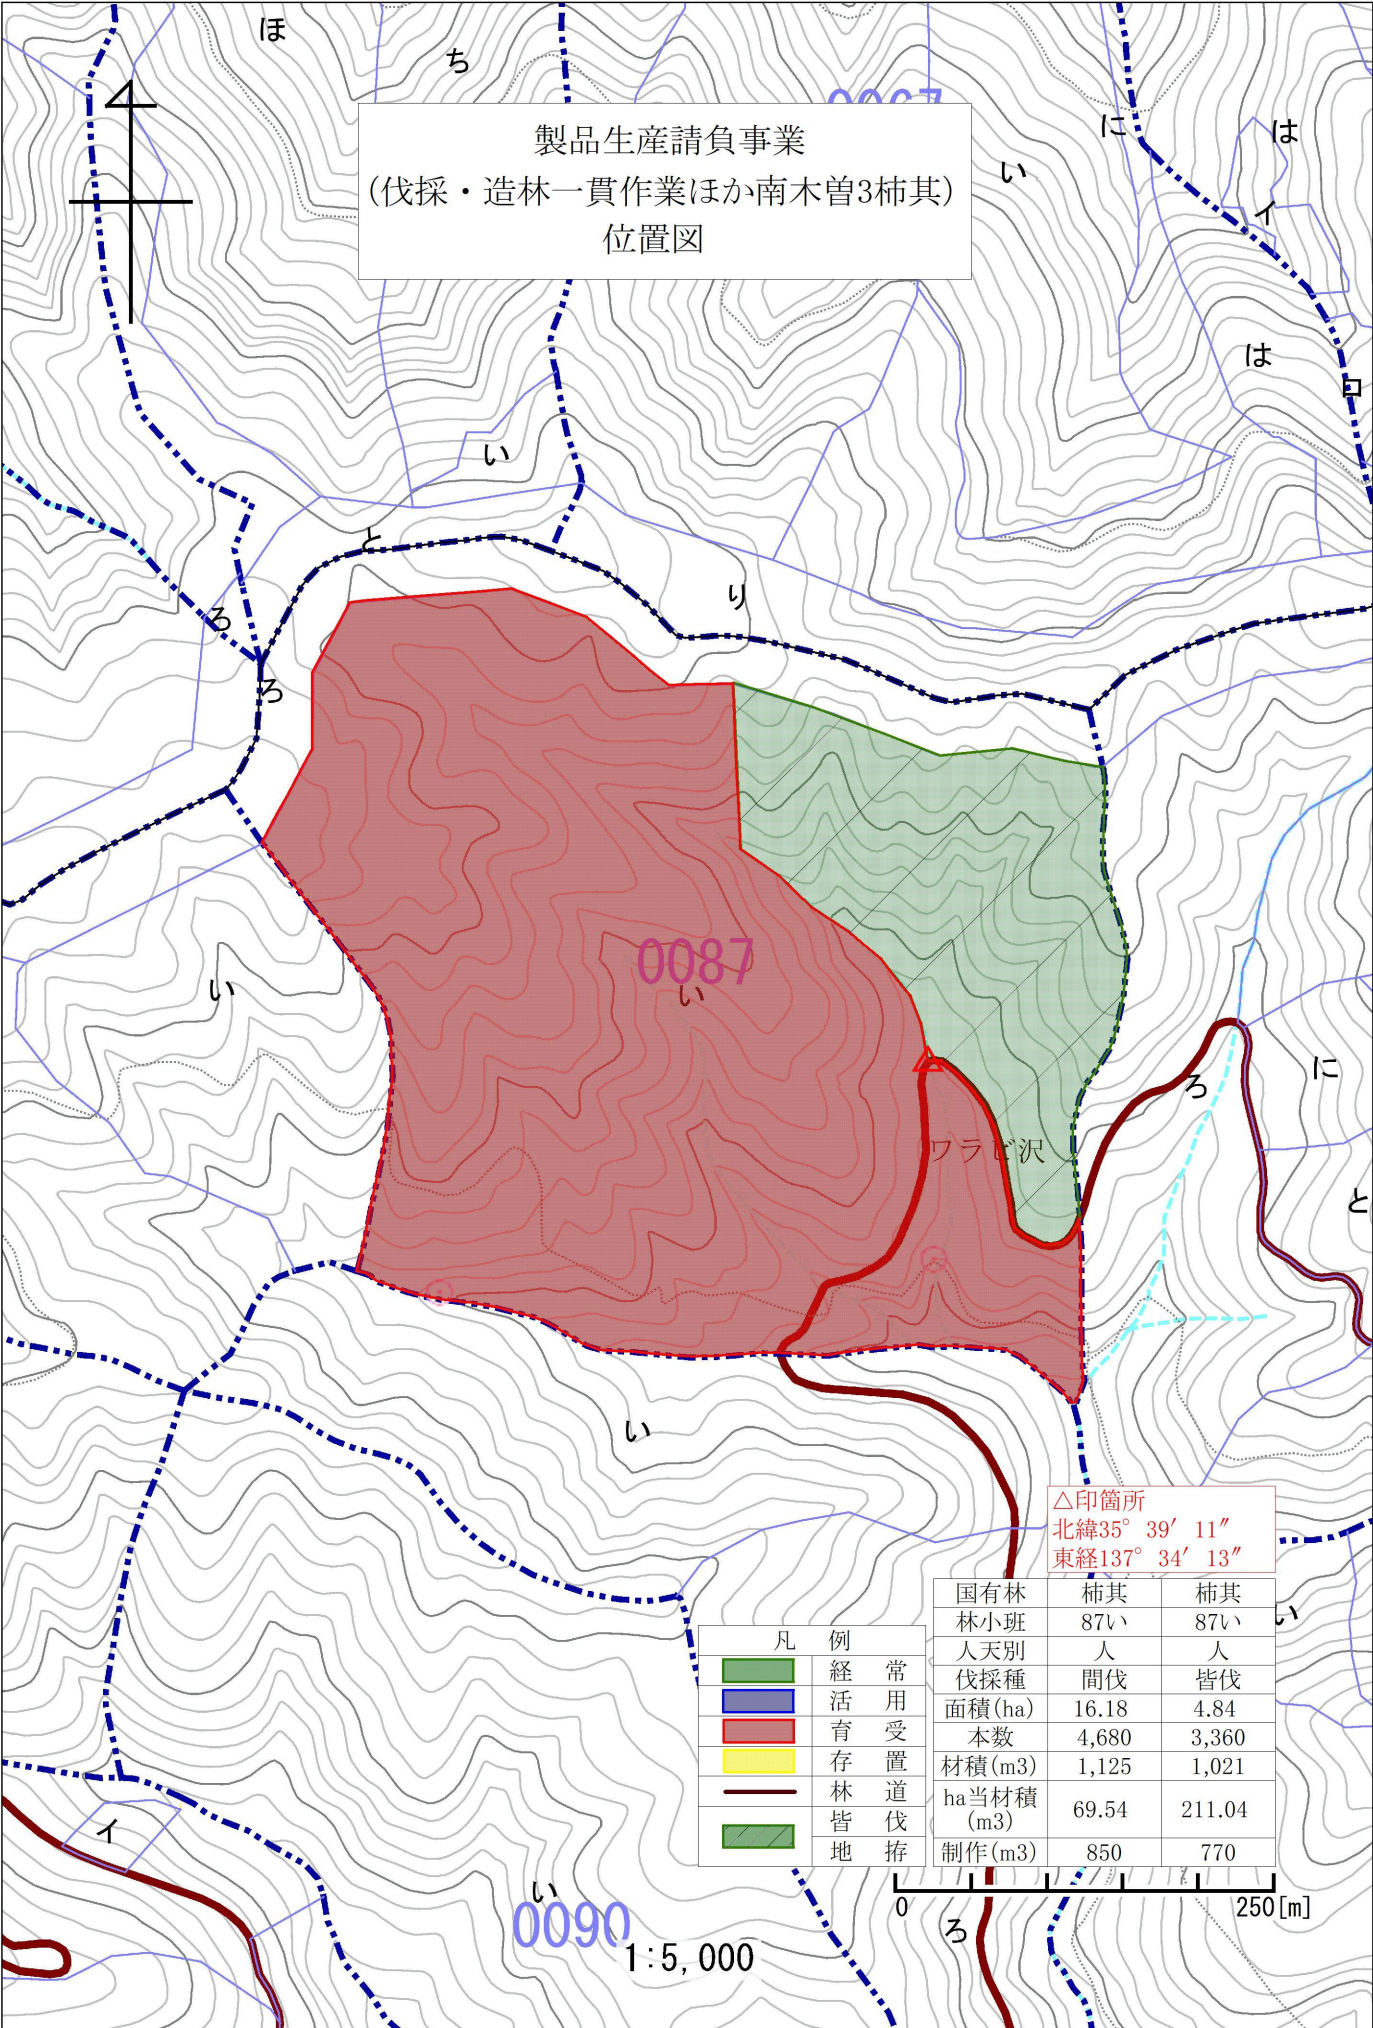 ほ
ち
0067
に
は
い
イ
製品生産請負事業
(伐採・造林一貫作業ほか南木曽3柿其)
位置図
は
ロ
い
と
り
ろ
ろ
0087
い
い
に
ろ
ワラビ沢
と
い
△印箇所
北緯35° 39′ 11″
東経137° 34′ 13″
い
凡 例
経 常
活 用
育 受
存 置
林 道
皆 伐
地 拵
国有林 柿其 柿其
林小班 87い 87い
人天別 人 人
伐採種 間伐 皆伐
面積(ha) 16.18 4.84
本数 4,680 3,360
材積(m3) 1,125 1,021
ha当材積(m3) 69.54 211.04
制作(m3) 850 770
イ
い
0090
ろ
0 250[m]
1:5,000